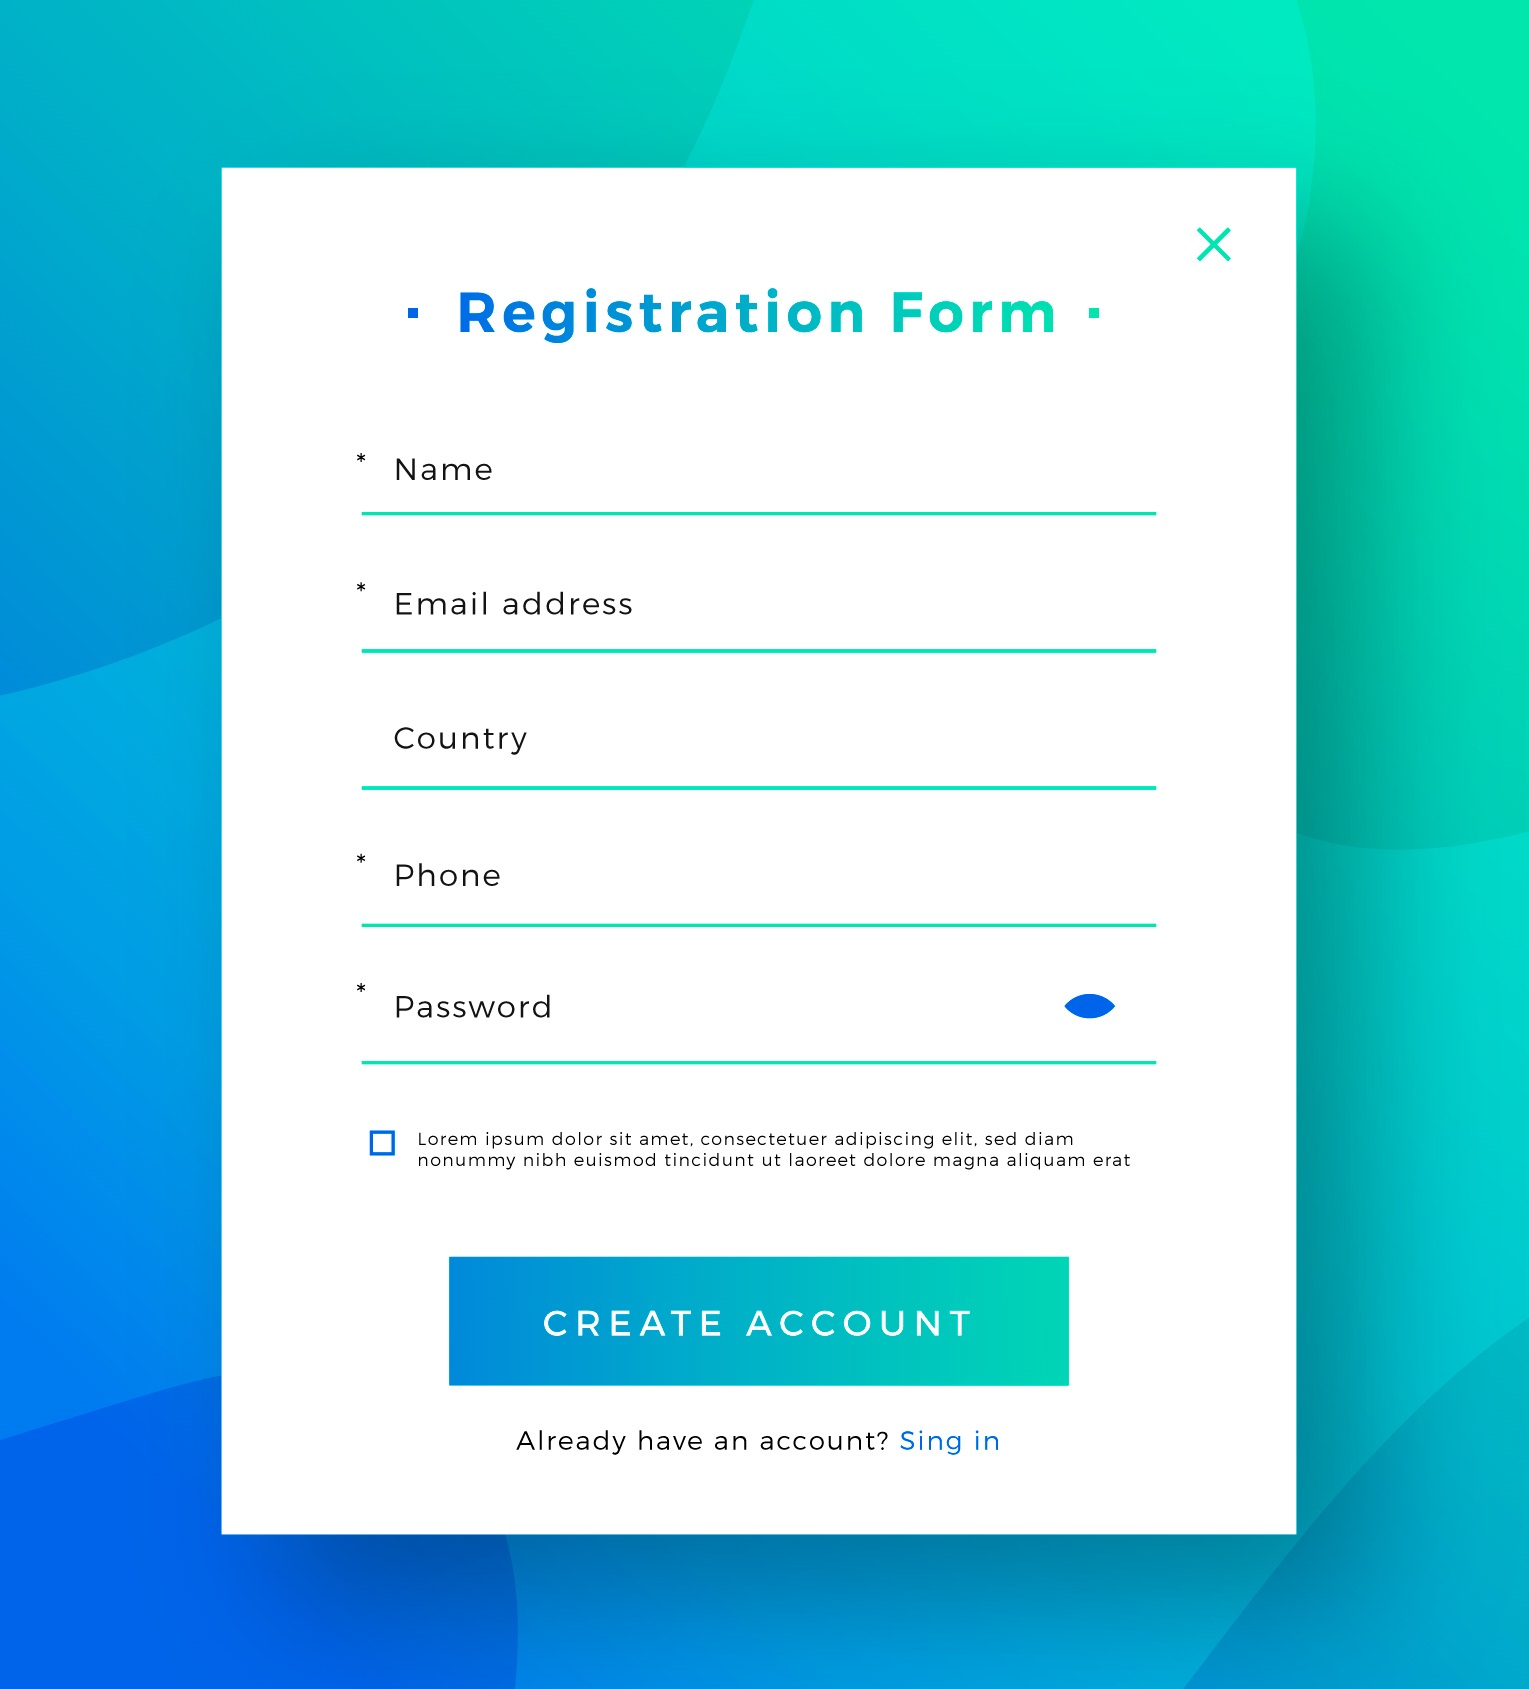 Registration Form
* Name
* Email address
Country
* Phone
* Password
Lorem ipsum dolor sit amet, consectetuer adipiscing elit, sed diam
nonummy nibh euismod tincidunt ut laoreet dolore magna aliquam erat
CREATE ACCOUNT
Already have an account? Sing in